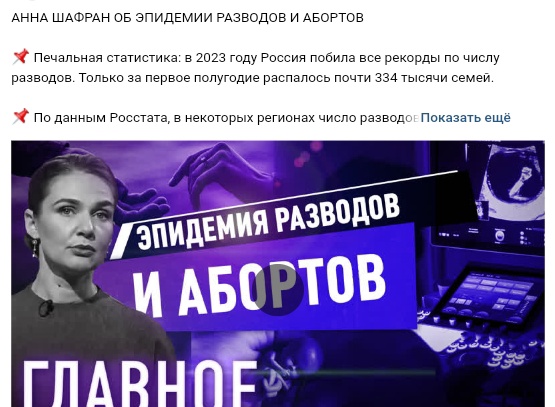 АННА ШАФРАН ОБ ЭПИДЕМИИ РАЗВОДОВ И АБОРТОВ
📌 Печальная статистика: в 2023 году Россия побила все рекорды по числу
разводов. Только за первое полугодие распалось почти 334 тысячи семей.
📌 По данным Росстата, в некоторых регионах число разводов Показать ещё
ЭПИДЕМИЯ РАЗВОДОВ
И АБОРТОВ
ГЛАВНОЕ